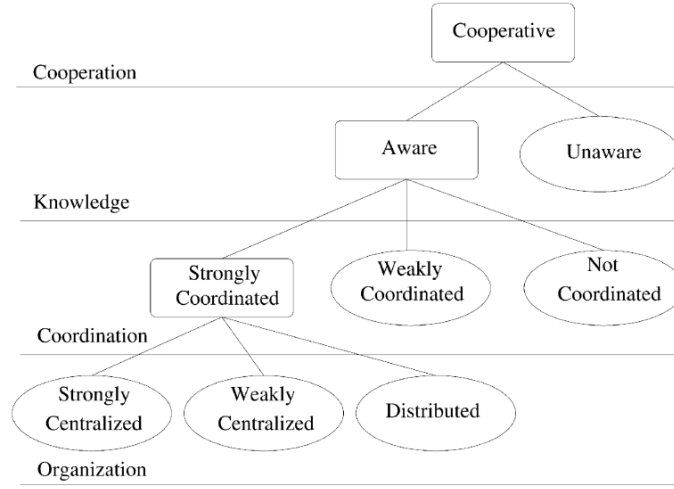 Cooperative
Cooperation
Aware
Unaware
Knowledge
Strongly
Coordinated
Weakly
Coordinated
Not
Coordinated
Coordination
Strongly
Centralized
Weakly
Centralized
Distributed
Organization